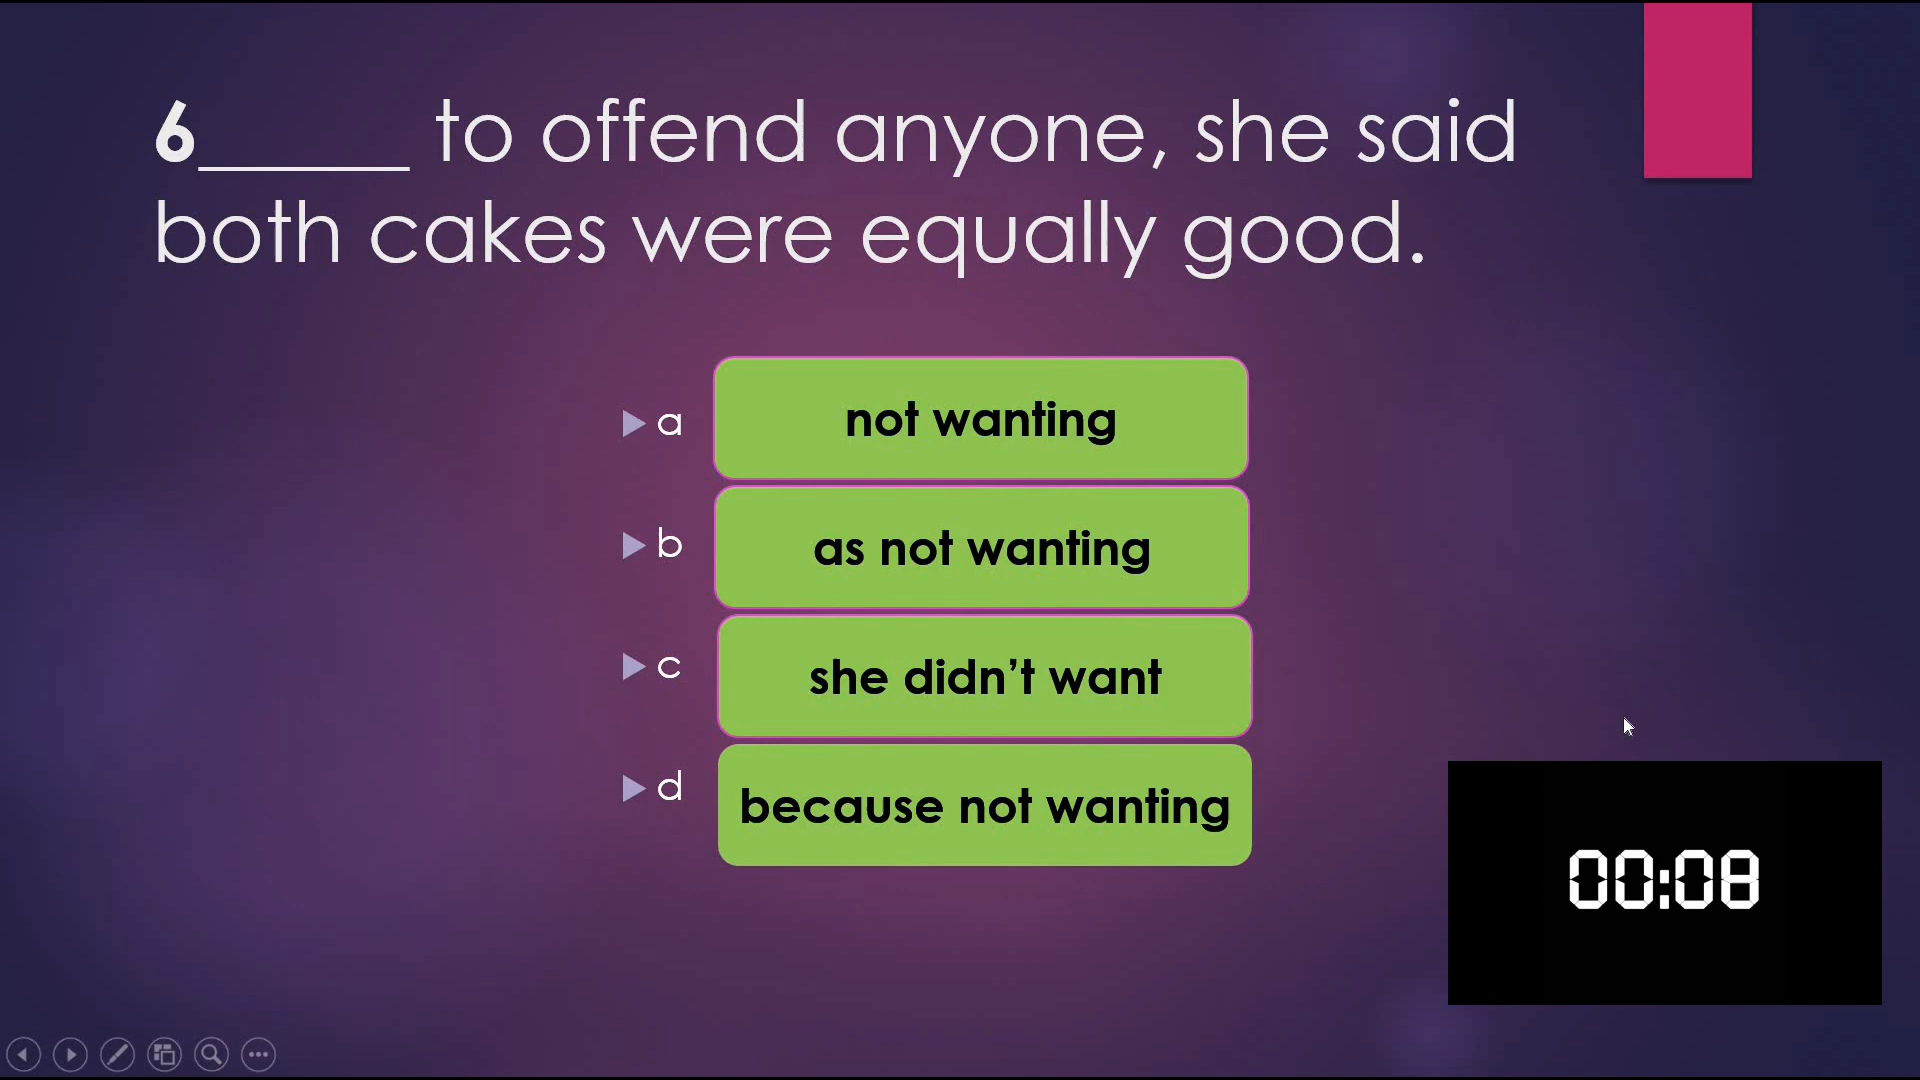 6_____ to offend anyone, she said
both cakes were equally good.
a not wanting
b as not wanting
c she didn’t want
d because not wanting
00:08